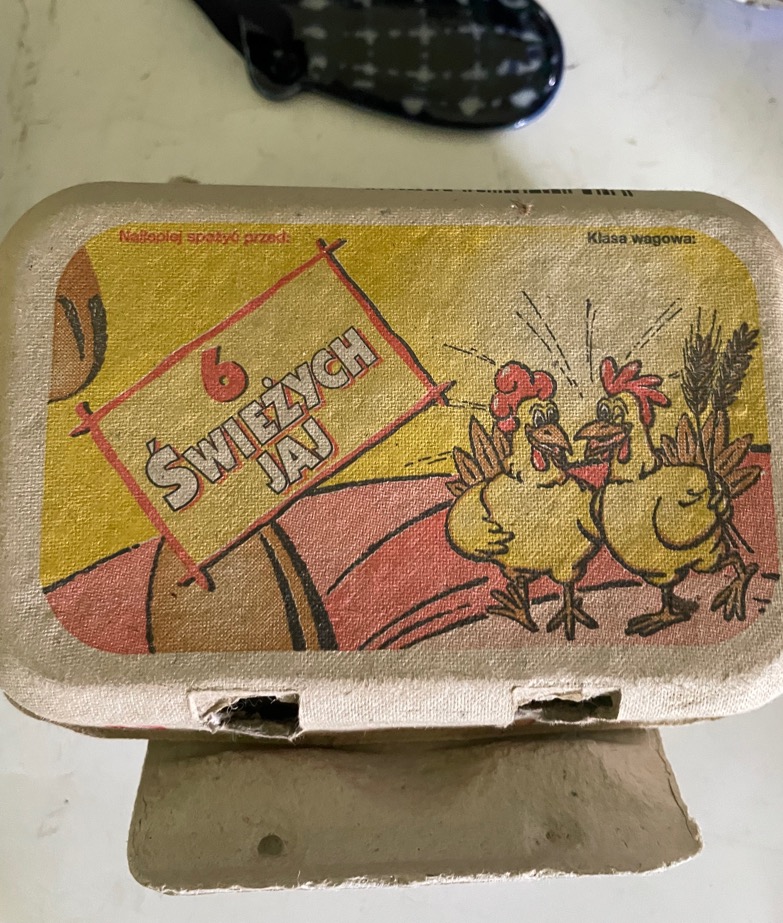 Najlepiej spożyć przed:
Klasa wagowa:
6
ŚWIEŻYCH
JAJ